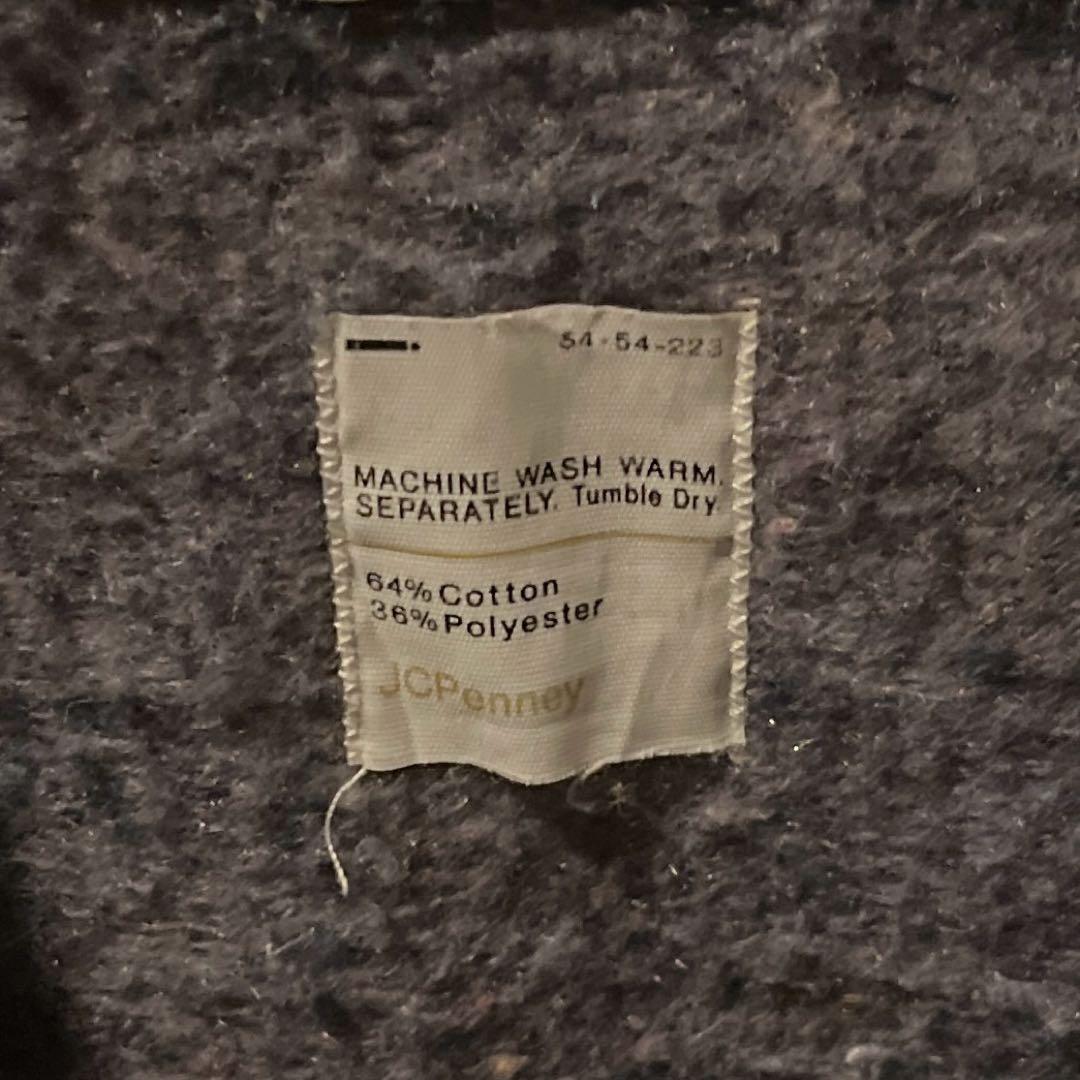 54-54-223
MACHINE WASH WARM.
SEPARATELY. Tumble Dry
64% Cotton
36% Polyester
JCPenney